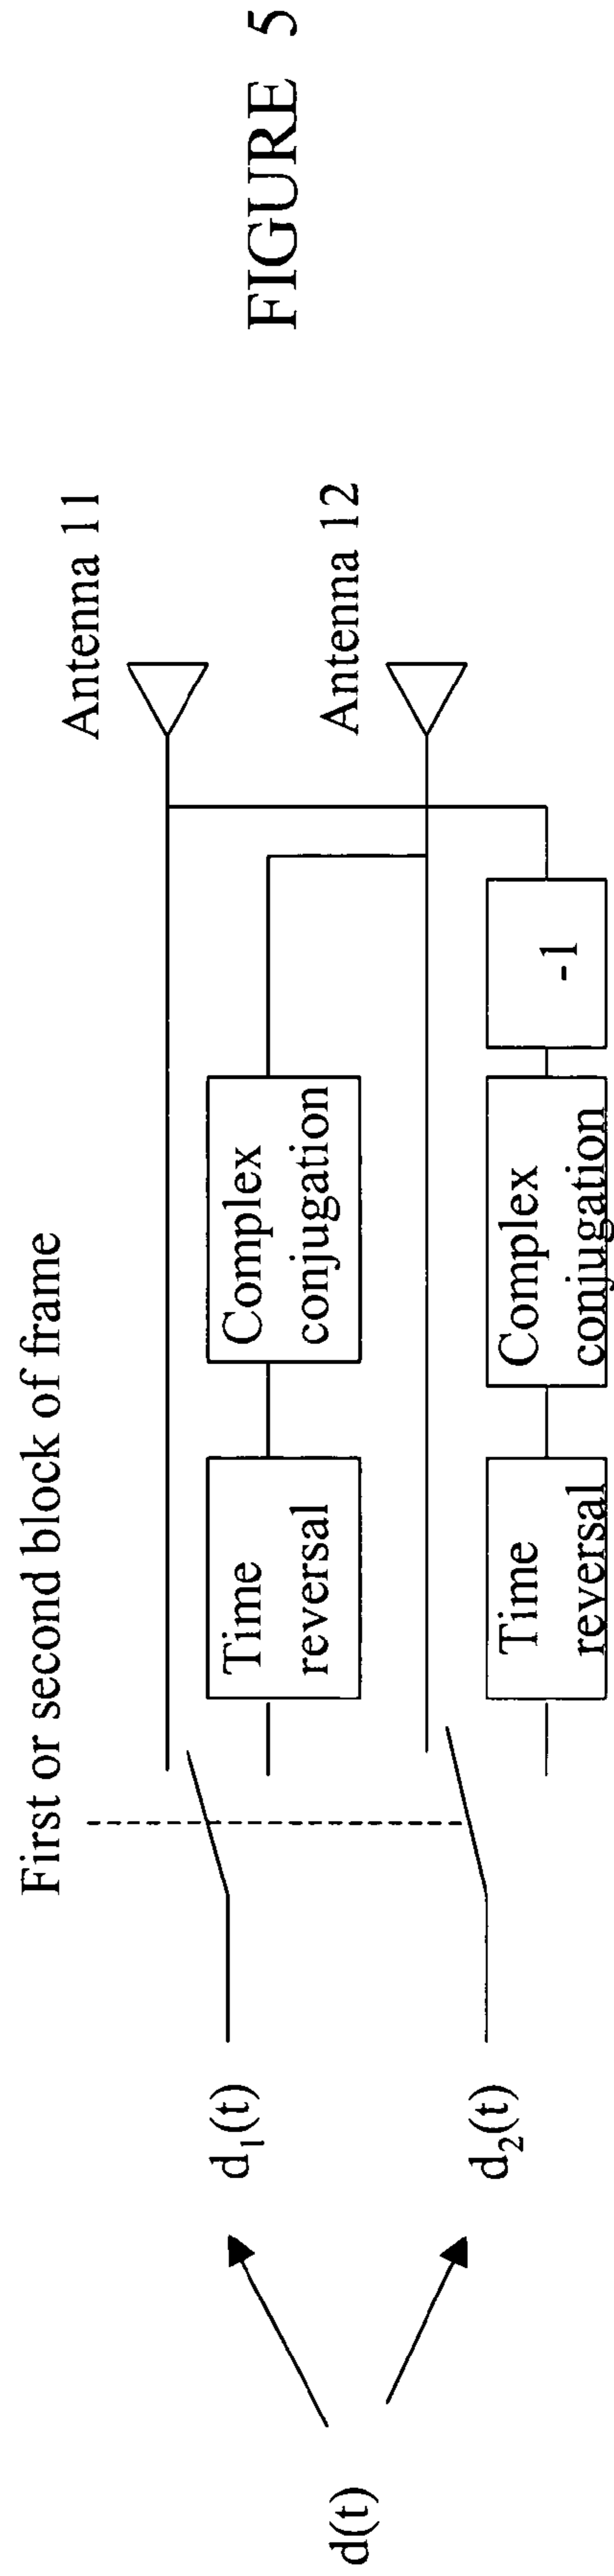 First or second block of frame
Antenna 11
d(t)
d₁(t)
Time
reversal
Complex
conjugation
Antenna 12
d₂(t)
Time
reversal
Complex
conjugation
-1
FIGURE 5